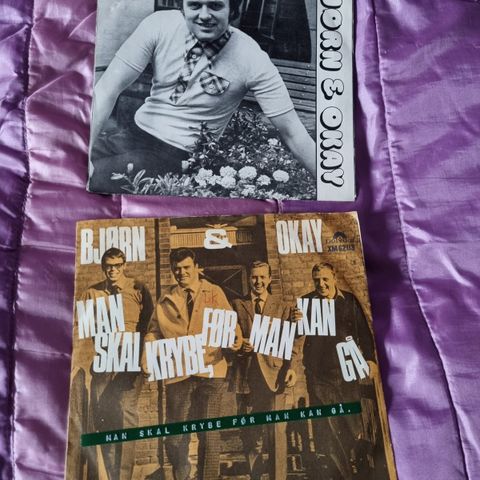 BJØRN & OKAY
BJØRN & OKAY
MAN SKAL KRYBE, FØR MAN KAN GÅ
MAN SKAL KRYBE FØR MAN KAN GÅ.